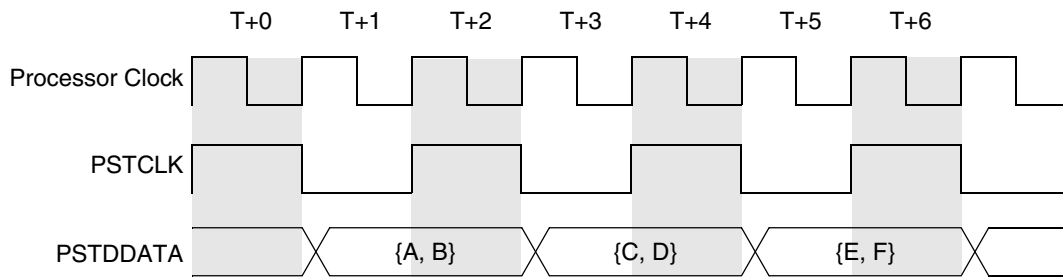 T+0 T+1 T+2 T+3 T+4 T+5 T+6
Processor Clock
PSTCLK
PSTDDATA {A, B} {C, D} {E, F}